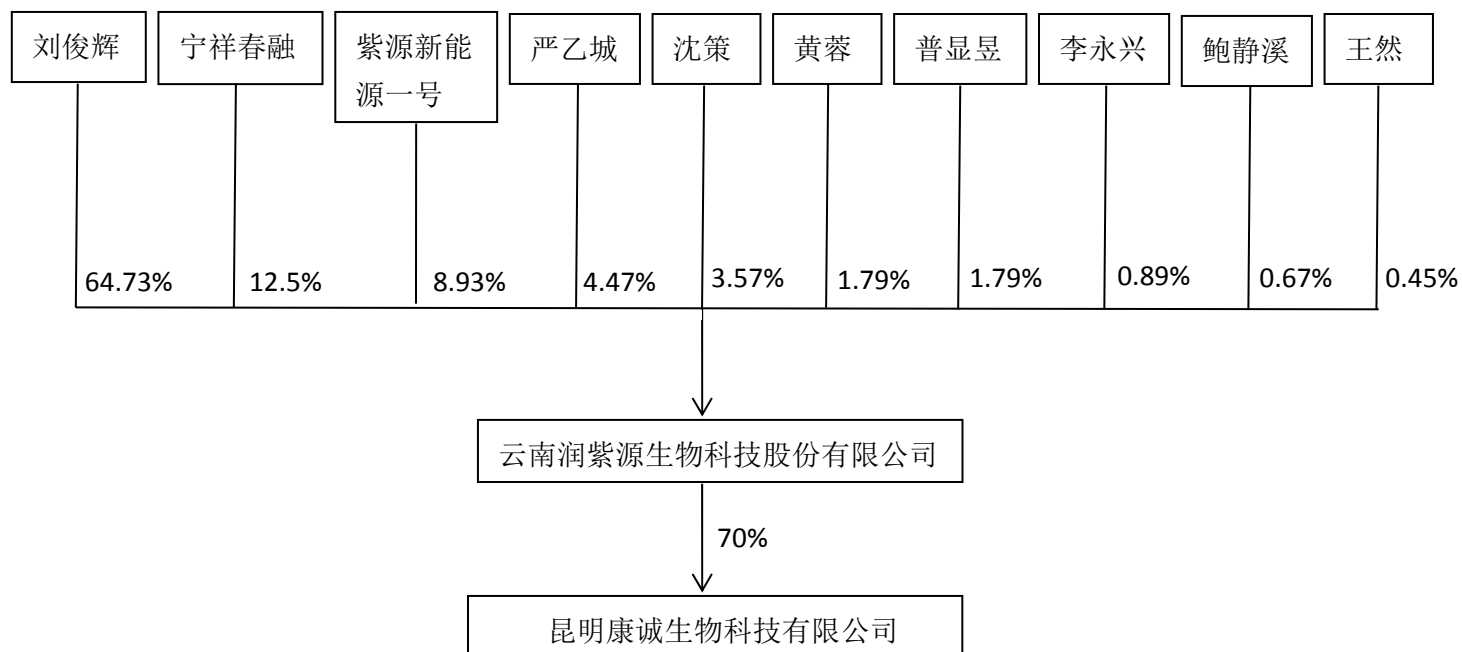 刘俊辉
宁祥春融
紫源新能
源一号
严乙城
沈策
黄蓉
普显昱
李永兴
鲍静溪
王然
64.73%
12.5%
8.93%
4.47%
3.57%
1.79%
1.79%
0.89%
0.67%
0.45%
云南润紫源生物科技股份有限公司
70%
昆明康诚生物科技有限公司